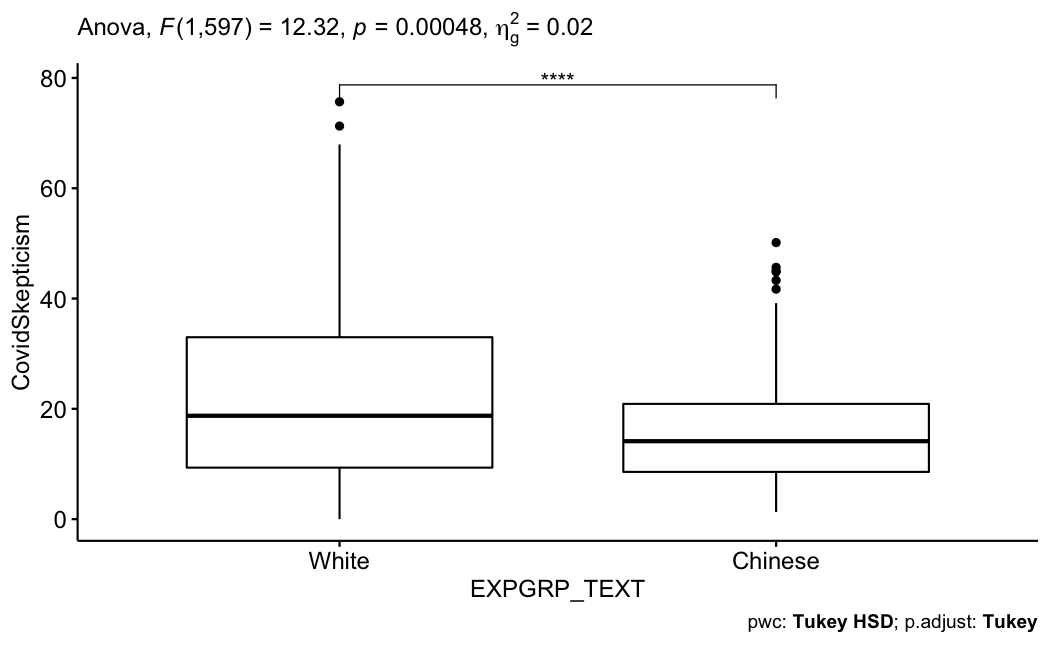 Anova, F(1,597) = 12.32, p = 0.00048, η²g = 0.02
****
80
60
40
20
0
CovidSkepticism
White Chinese
EXPGRP_TEXT
pwc: Tukey HSD; p.adjust: Tukey